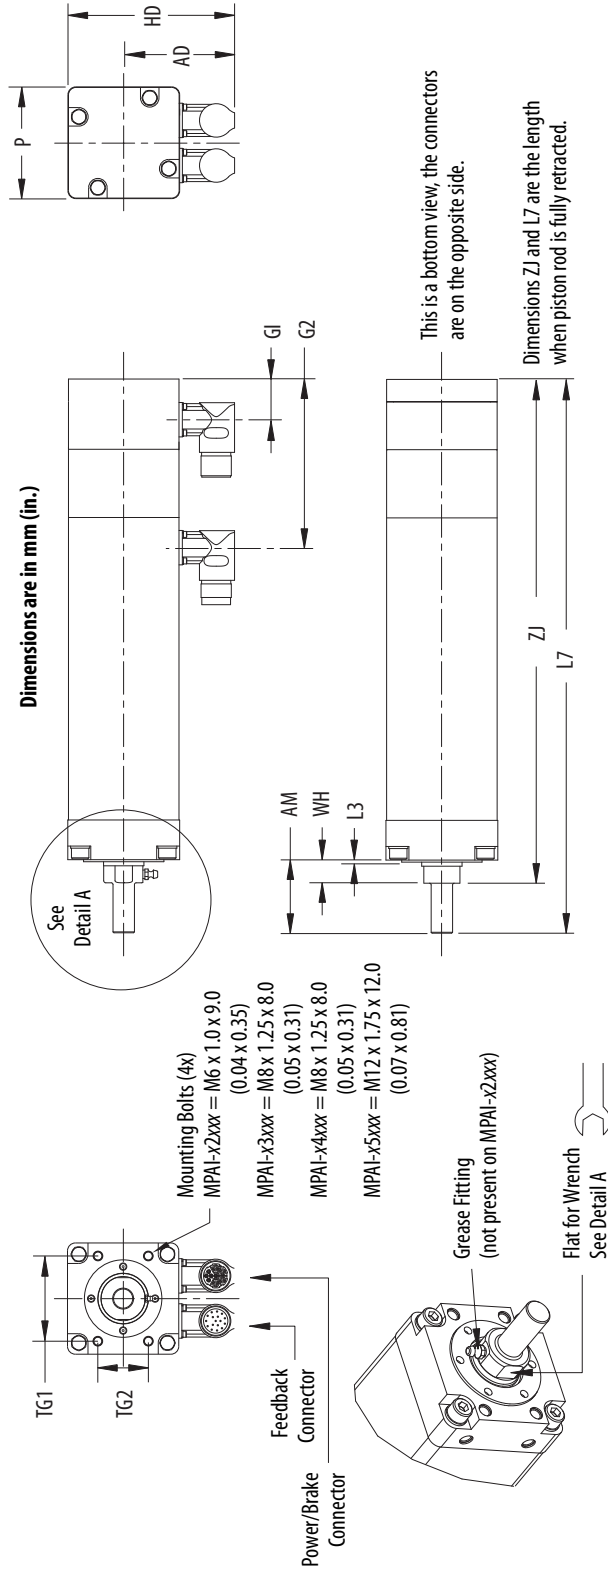 Dimensions are in mm (in.)
TG1
TG2
Feedback
Connector
Power/Brake
Connector
Mounting Bolts (4x)
MPAI-x2xxx = M6 x 1.0 x 9.0
(0.04 x 0.35)
MPAI-x3xxx = M8 x 1.25 x 8.0
(0.05 x 0.31)
MPAI-x4xxx = M8 x 1.25 x 8.0
(0.05 x 0.31)
MPAI-x5xxx = M12 x 1.75 x 12.0
(0.07 x 0.81)
See
Detail A
GI
G2
P
AD
HD
Grease Fitting
(not present on MPAI-x2xxx)
Flat for Wrench
See Detail A
AM
WH
L3
ZJ
L7
This is a bottom view, the connectors
are on the opposite side.
Dimensions ZJ and L7 are the length
when piston rod is fully retracted.